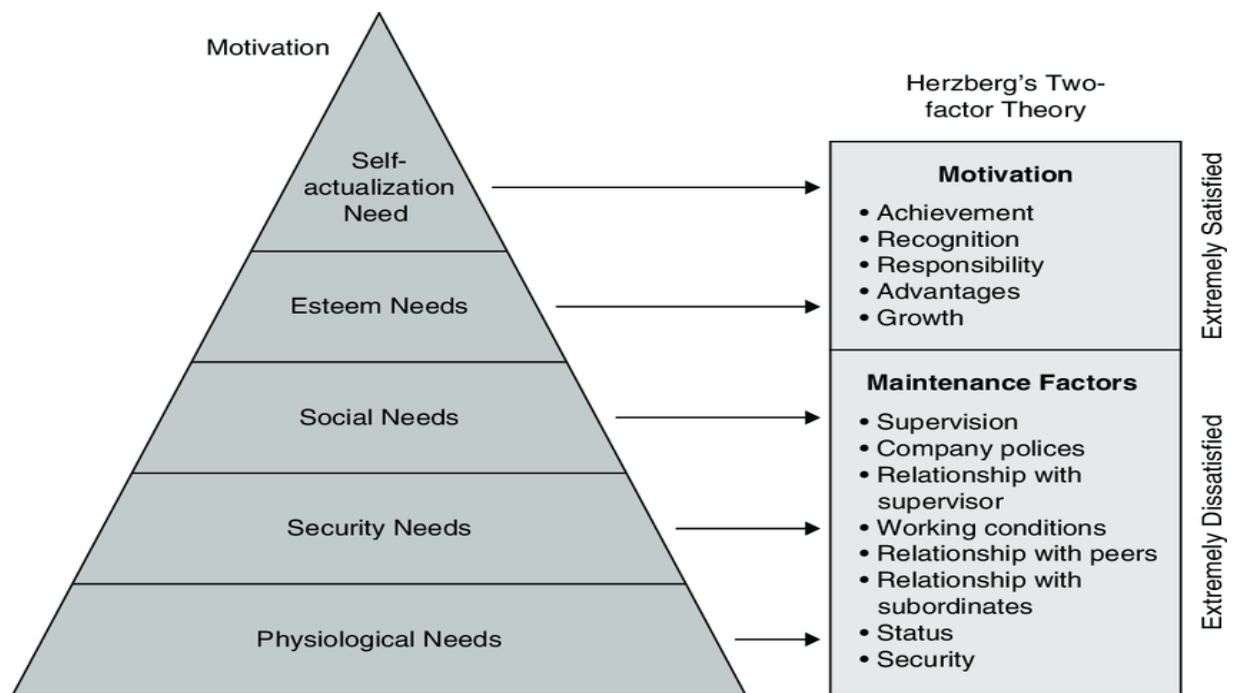 Motivation
Self-
actualization
Need
Esteem Needs
Social Needs
Security Needs
Physiological Needs
Herzberg's Two-
factor Theory
Motivation
• Achievement
• Recognition
• Responsibility
• Advantages
• Growth
Maintenance Factors
• Supervision
• Company polices
• Relationship with
supervisor
• Working conditions
• Relationship with peers
• Relationship with
subordinates
• Status
• Security
Extremely Satisfied
Extremely Dissatisfied